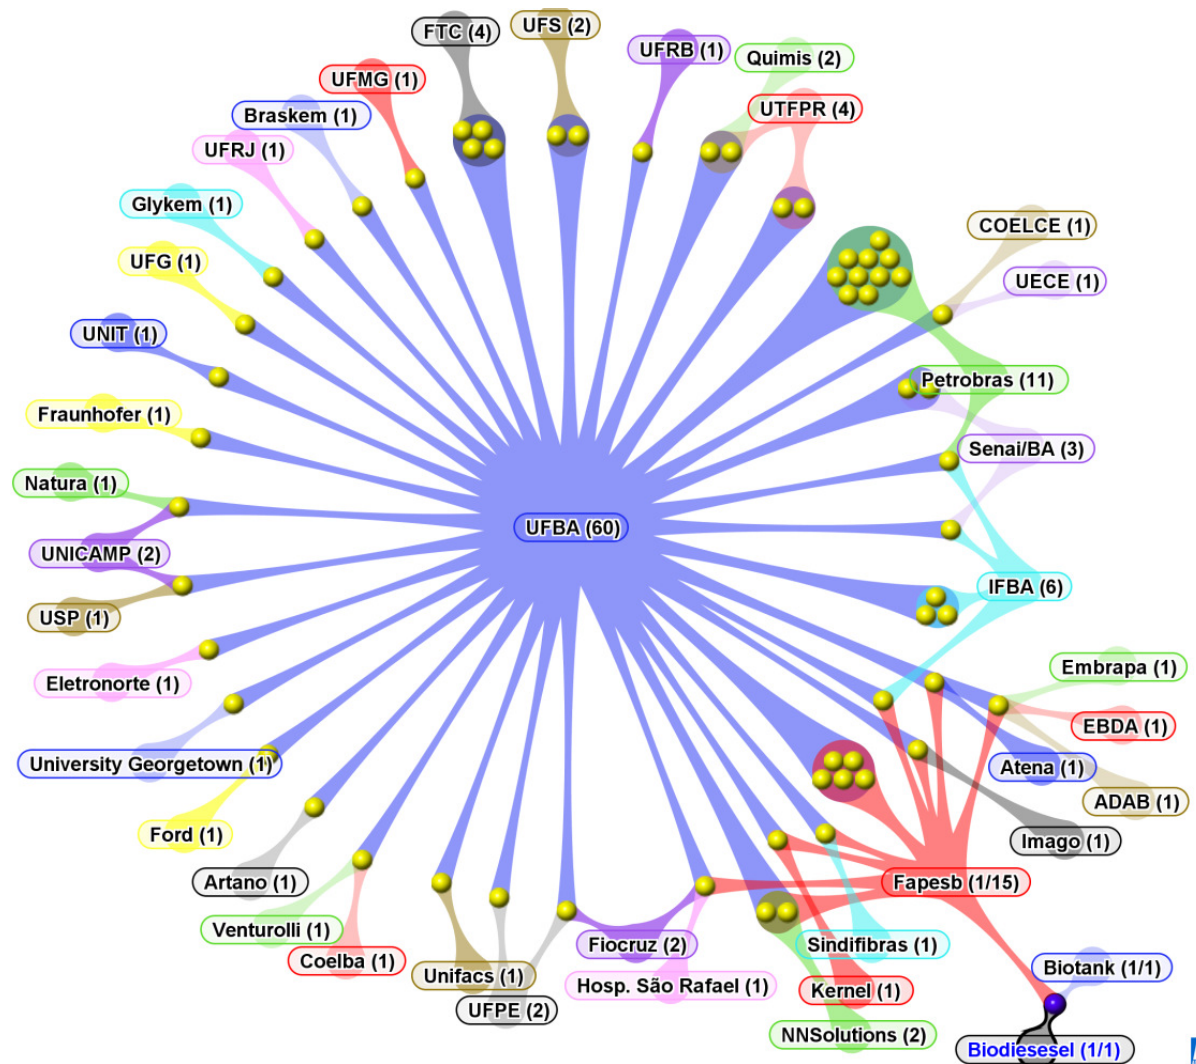 FTC (4)
UFS (2)
UFRB (1)
Quimis (2)
UFMG (1)
UTFPR (4)
Braskem (1)
UFRJ (1)
Glykem (1)
COELCE (1)
UFG (1)
UECE (1)
UNIT (1)
Petrobras (11)
Fraunhofer (1)
Senai/BA (3)
Natura (1)
UFBA (60)
UNICAMP (2)
IFBA (6)
USP (1)
Embrapa (1)
Eletronorte (1)
EBDA (1)
University Georgetown (1)
Atena (1)
ADAB (1)
Ford (1)
Imago (1)
Artano (1)
Fapesb (1/15)
Venturolli (1)
Fiocruz (2)
Sindifibras (1)
Coelba (1)
Unifacs (1)
Biotank (1/1)
Hosp. São Rafael (1)
Kernel (1)
UFPE (2)
NNSolutions (2)
Biodiesesel (1/1)